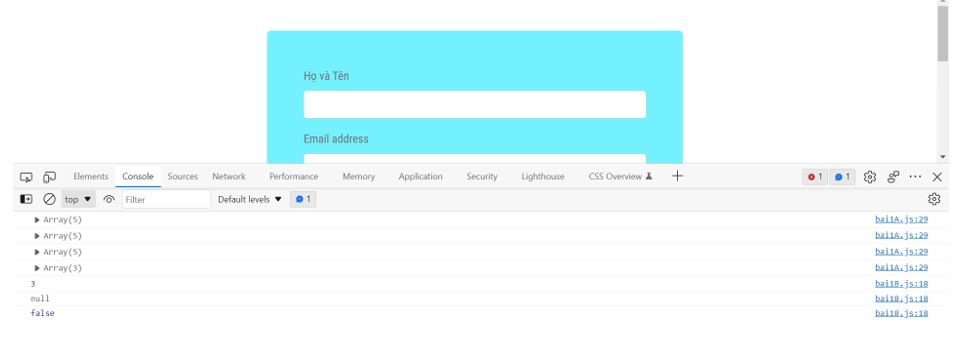 Họ và Tên
Email address
Elements Console Sources Network Performance Memory Application Security Lighthouse CSS Overview 1 1
top Filter Default levels 1
Array(5) bai1A.js:29
Array(5) bai1A.js:29
Array(5) bai1A.js:29
Array(3) bai1A.js:29
3 bai1B.js:18
null bai1B.js:18
false bai1B.js:18